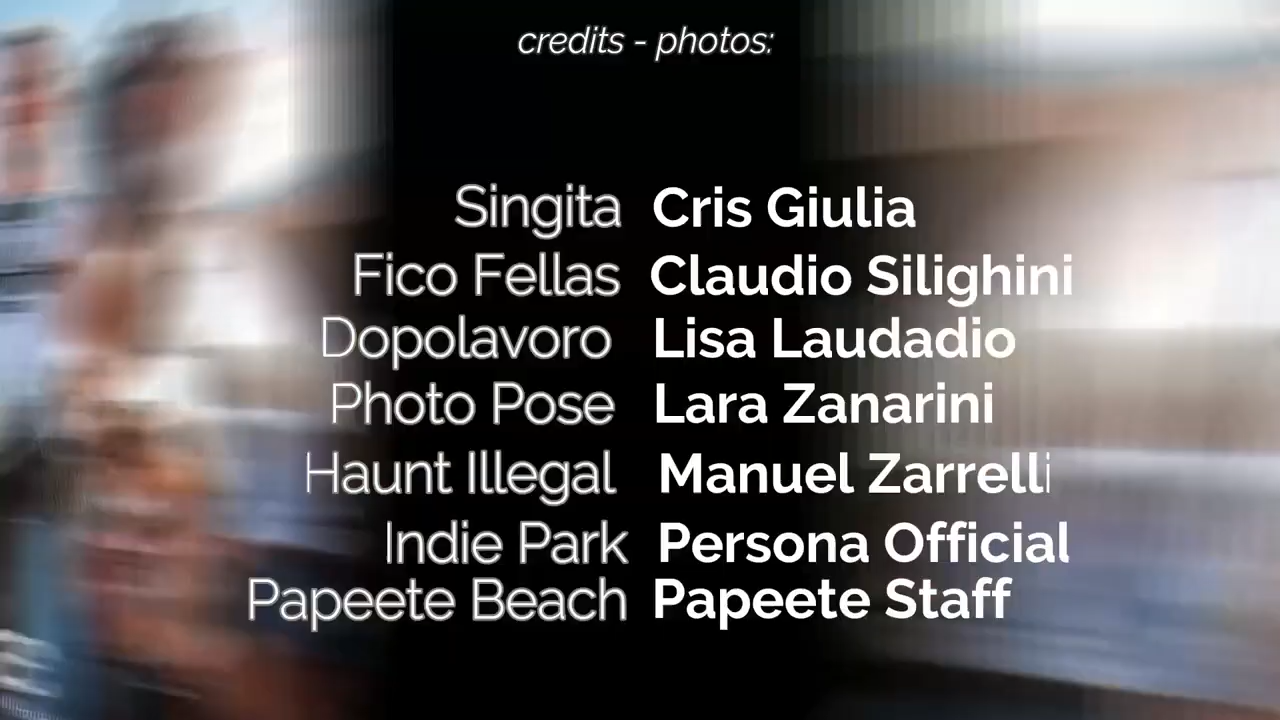 credits - photos:
Singita Cris Giulia
Fico Fellas Claudio Silighini
Dopolavoro Lisa Laudadio
Photo Pose Lara Zanarini
Haunt Illegal Manuel Zarrelli
Indie Park Persona Official
Papeete Beach Papeete Staff